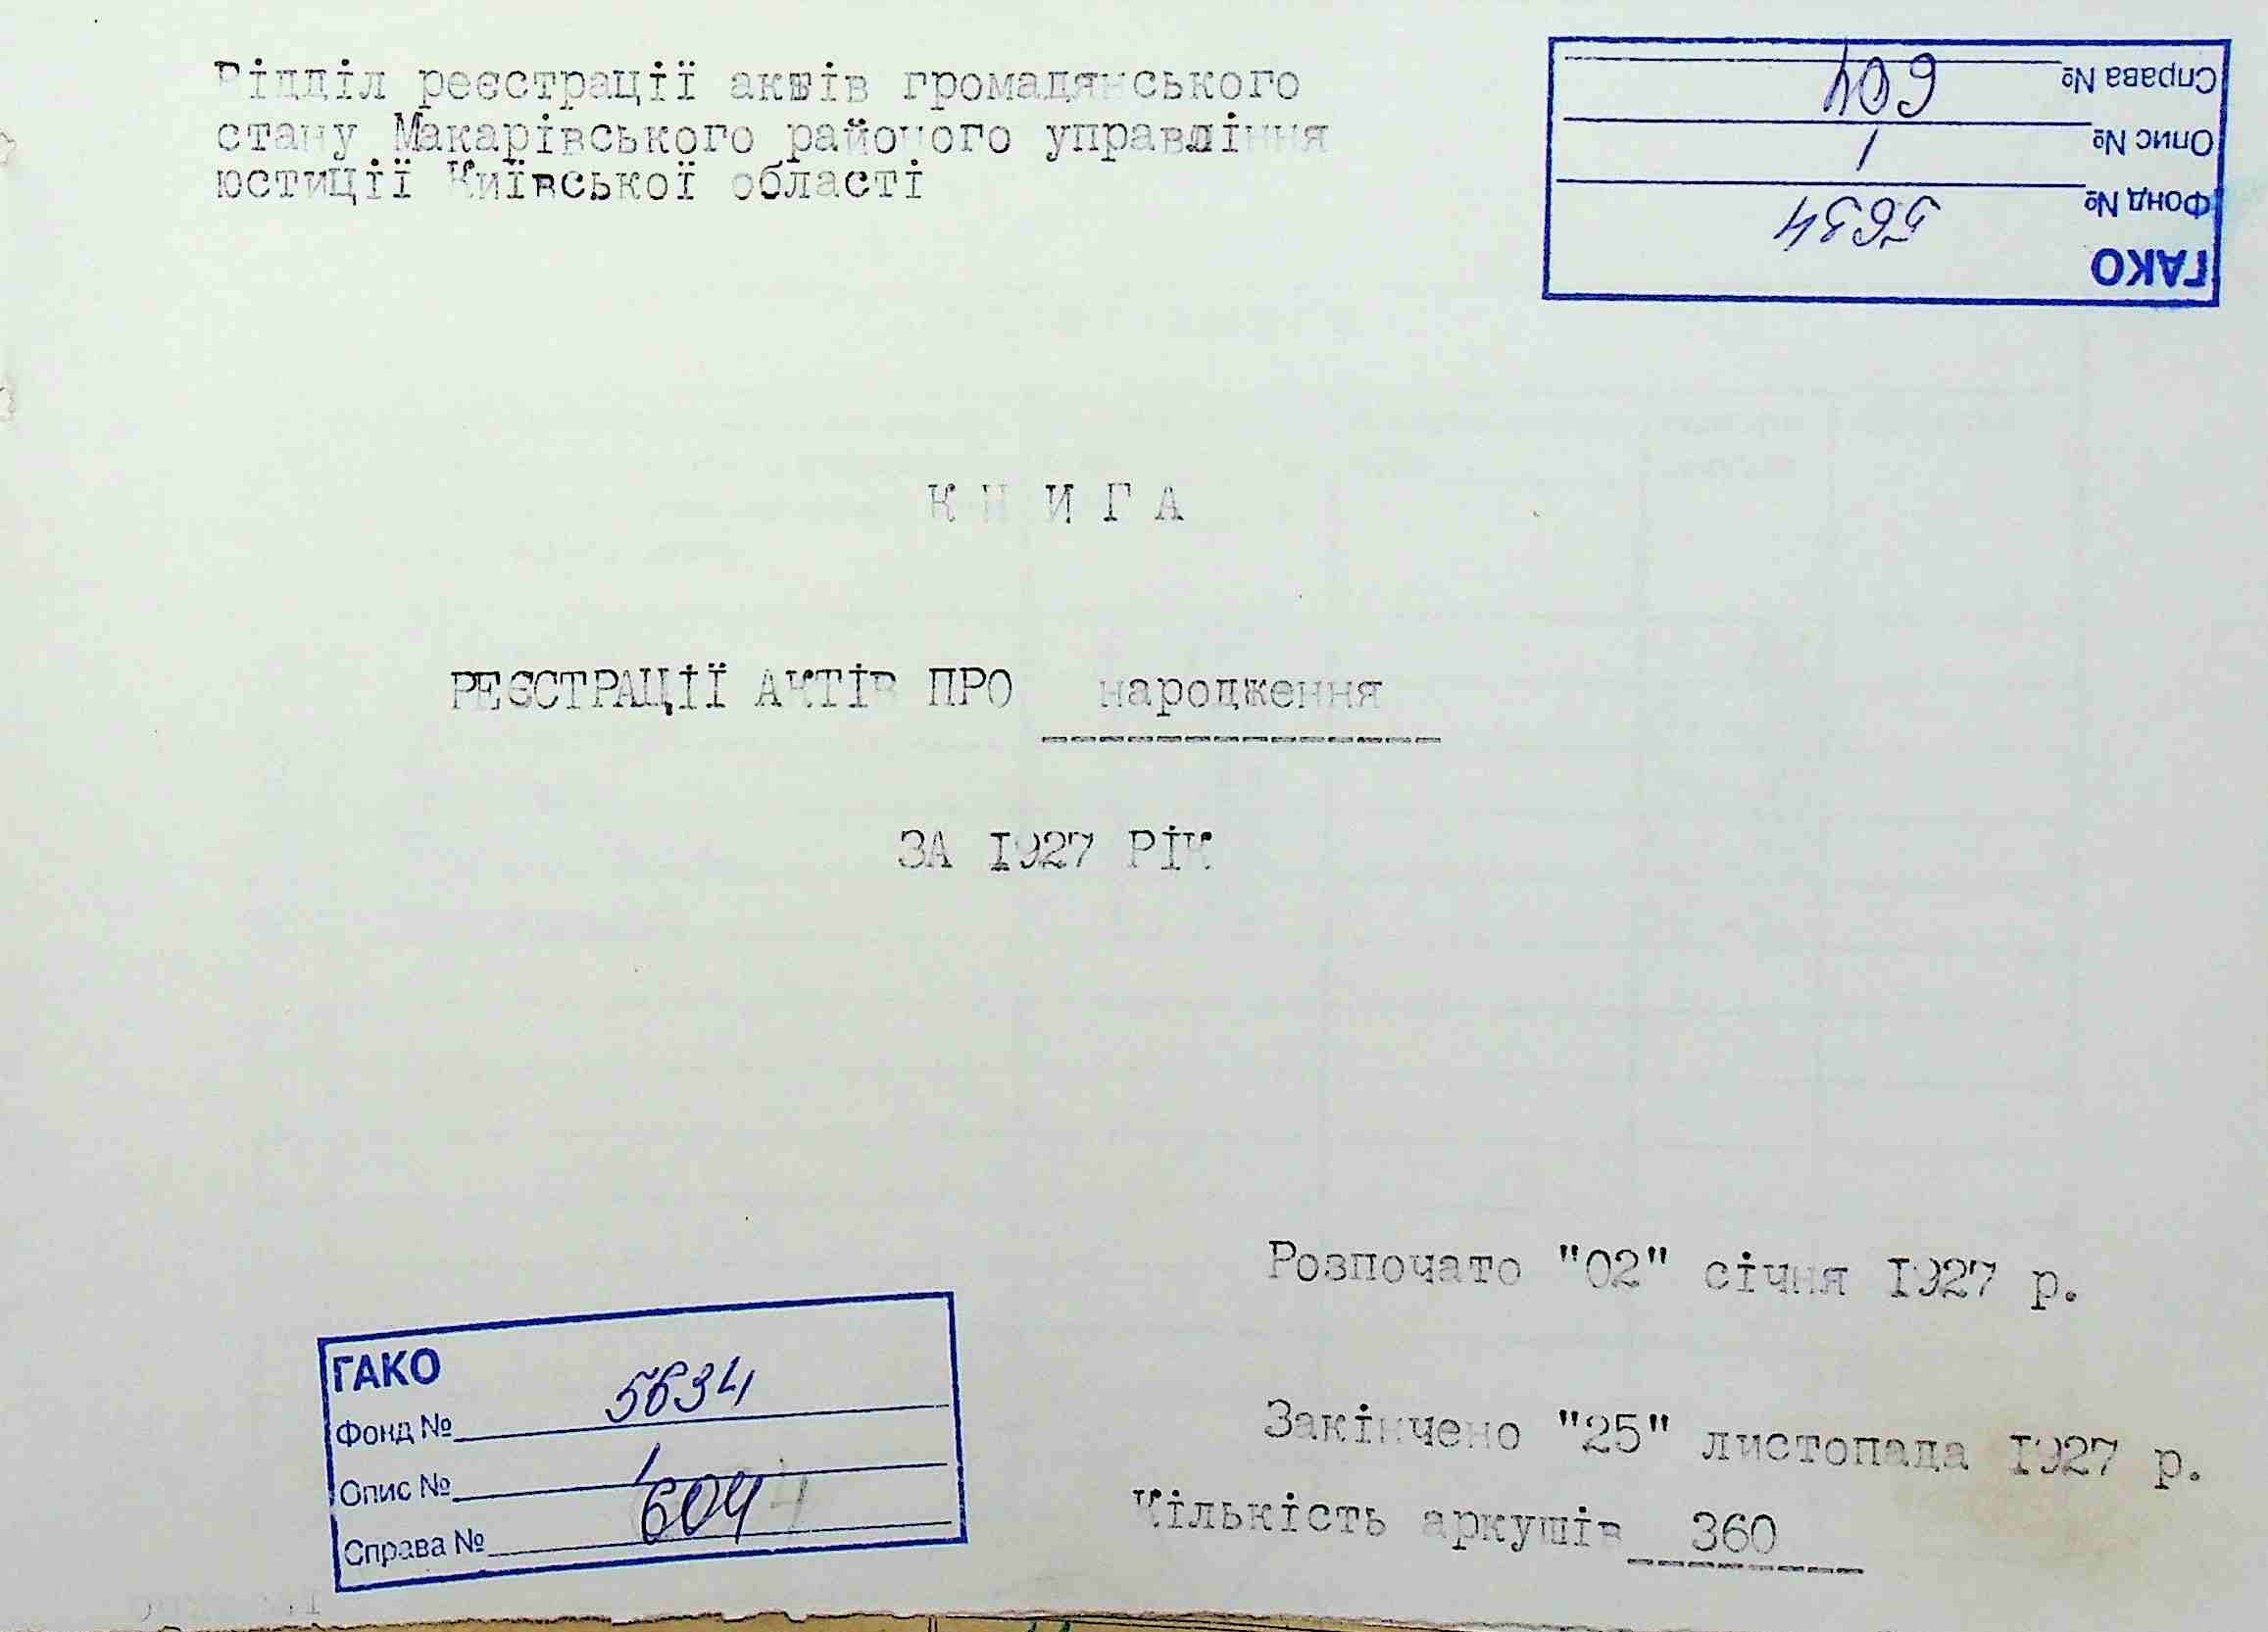 Відділ реєстрації актів громадянського
стану Макарівського районого управління
юстиції Київської області
Справа № 604
Опис № 1
Фонд № 5634
ГАКО
КНИГА
РЕЄСТРАЦІЇ АКТІВ ПРО народження
ЗА 1927 РІК
Розпочато "02" січня 1927 р.
Закінчено "25" листопада 1927 р.
Кількість аркушів 360
ГАКО
Фонд № 5634
Опис № 1
Справа № 604